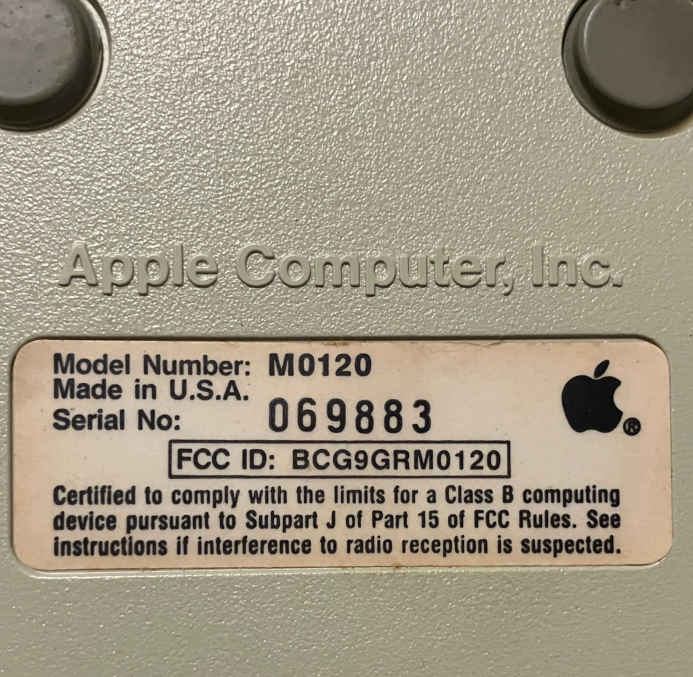 Apple Computer, Inc.
Model Number: M0120
Made in U.S.A.
Serial No: 069883
FCC ID: BCG9GRM0120
Certified to comply with the limits for a Class B computing
device pursuant to Subpart J of Part 15 of FCC Rules. See
instructions if interference to radio reception is suspected.
®